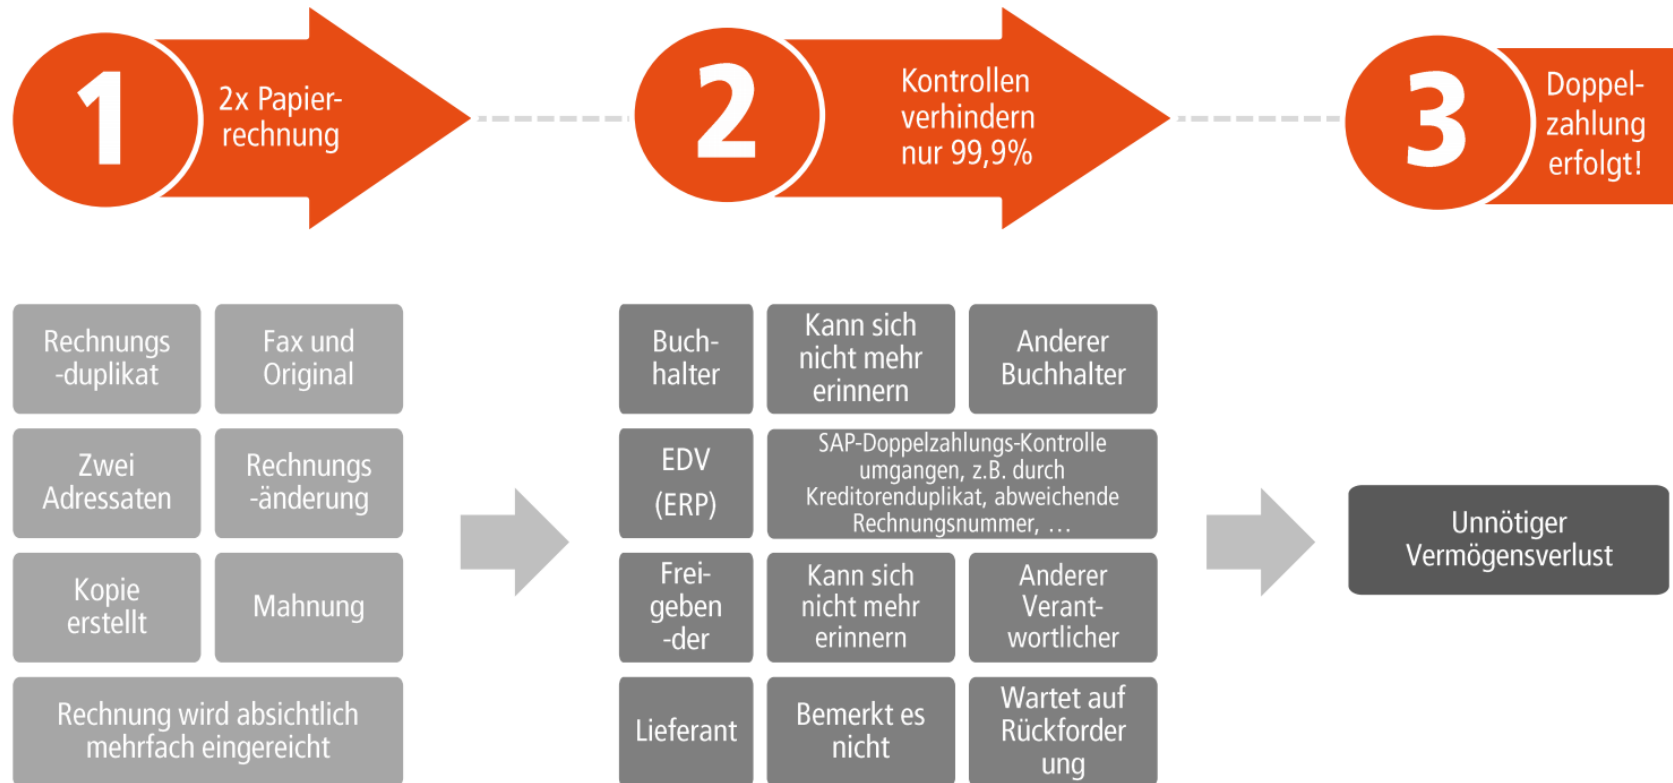 1
2x Papier-
rechnung
2
Kontrollen
verhindern
nur 99,9%
3
Doppel-
zahlung
erfolgt!
Rechnungs
-duplikat
Fax und
Original
Zwei
Adressaten
Rechnungs
-änderung
Kopie
erstellt
Mahnung
Rechnung wird absichtlich
mehrfach eingereicht
Buch-
halter
Kann sich
nicht mehr
erinnern
Anderer
Buchhalter
EDV
(ERP)
SAP-Doppelzahlungs-Kontrolle
umgangen, z.B. durch
Kreditorenduplikat, abweichende
Rechnungsnummer, …
Frei-
geben
-der
Kann sich
nicht mehr
erinnern
Anderer
Verant-
wortlicher
Lieferant
Bemerkt es
nicht
Wartet auf
Rückforder
ung
Unnötiger
Vermögensverlust